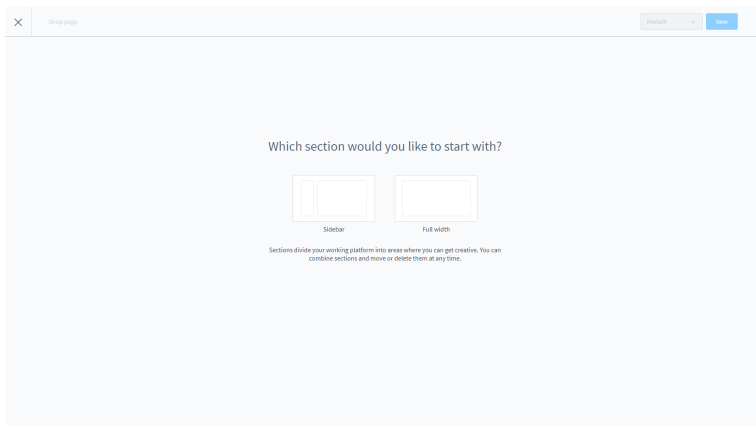 Shop page
Save
Which section would you like to start with?
Sidebar
Full width
Sections divide your working platform into areas where you can get creative. You can
combine sections and move or delete them at any time.